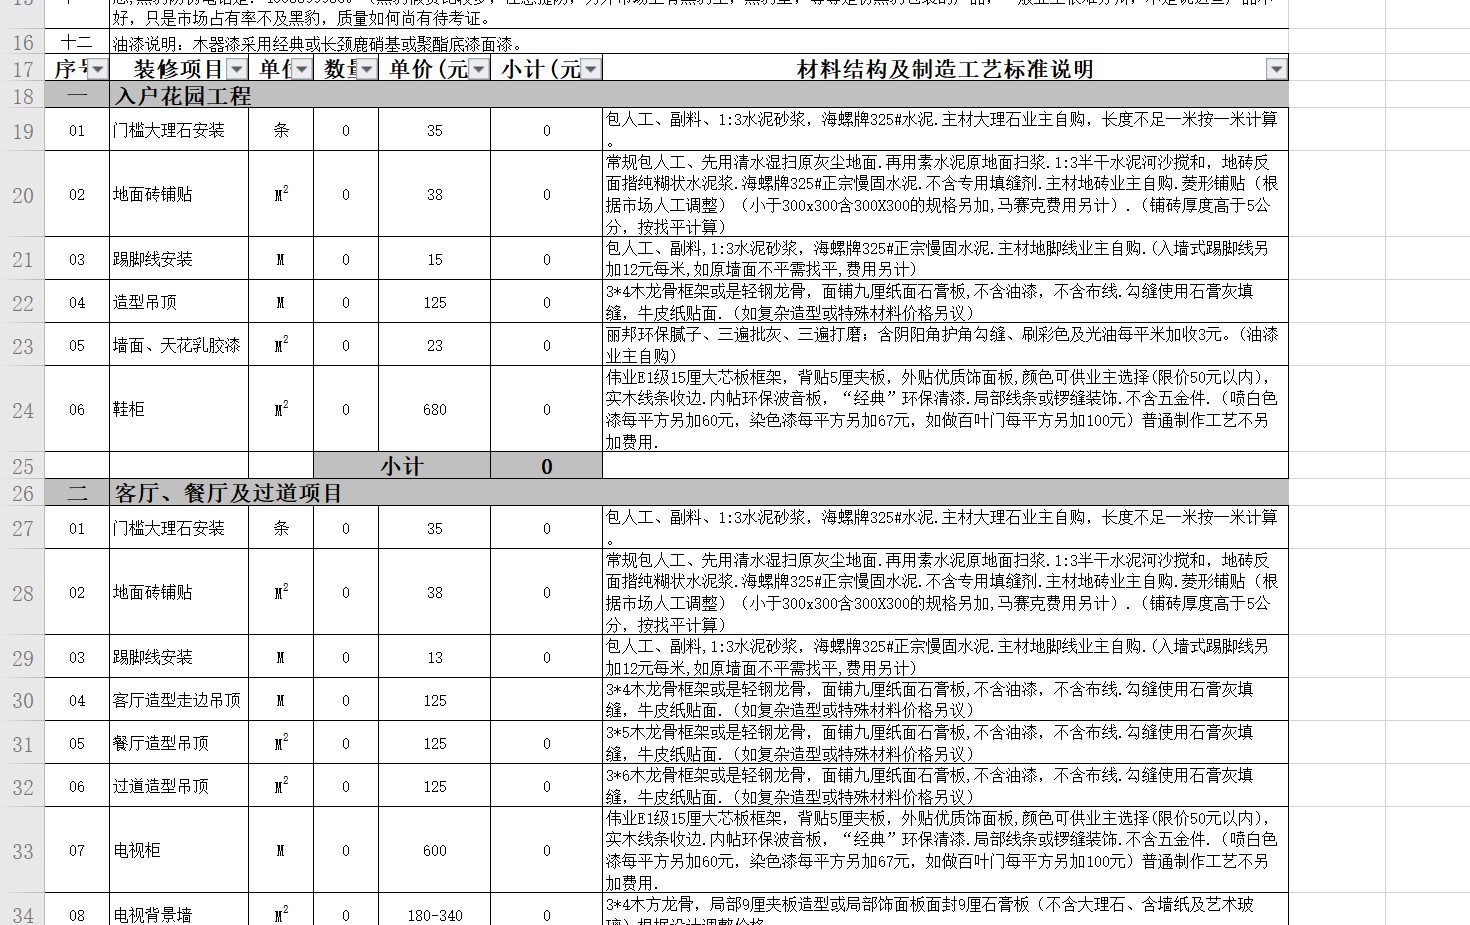 好，只是市场占有率不及黑豹，质量如何尚有待考证。
16 十二 油漆说明：木器漆采用经典或长颈鹿硝基或聚酯底漆面漆。
17 序号 装修项目 单位 数量 单价(元 小计(元 材料结构及制造工艺标准说明
18 一 入户花园工程
19 01 门槛大理石安装 条 0 35 0 包人工、副料、1:3水泥砂浆，海螺牌325#水泥.主材大理石业主自购，长度不足一米按一米计算
。
20 02 地面砖铺贴 M² 0 38 0 常规包人工、先用清水湿扫原灰尘地面.再用素水泥原地面扫浆.1:3半干水泥河沙搅和，地砖反
面揩纯糊状水泥浆.海螺牌325#正宗慢固水泥.不含专用填缝剂.主材地砖业主自购.菱形铺贴（根
据市场人工调整）（小于300x300含300X300的规格另加,马赛克费用另计）.（铺砖厚度高于5公
分，按找平计算）
21 03 踢脚线安装 M 0 15 0 包人工、副料,1:3水泥砂浆，海螺牌325#正宗慢固水泥.主材地脚线业主自购.(入墙式踢脚线另
加12元每米,如原墙面不平需找平,费用另计)
22 04 造型吊顶 M 0 125 0 3*4木龙骨框架或是轻钢龙骨，面铺九厘纸面石膏板,不含油漆，不含布线.勾缝使用石膏灰填
缝，牛皮纸贴面.（如复杂造型或特殊材料价格另议）
23 05 墙面、天花乳胶漆 M² 0 23 0 丽邦环保腻子、三遍批灰、三遍打磨；含阴阳角护角勾缝、刷彩色及光油每平米加收3元。(油漆
业主自购)
24 06 鞋柜 M² 0 680 0 伟业E1级15厘大芯板框架，背贴5厘夹板，外贴优质饰面板,颜色可供业主选择(限价50元以内)，
实木线条收边.内帖环保波音板，“经典”环保清漆.局部线条或锣缝装饰.不含五金件.（喷白色
漆每平方另加60元，染色漆每平方另加67元，如做百叶门每平方另加100元）普通制作工艺不另
加费用.
25 小计 0
26 二 客厅、餐厅及过道项目
27 01 门槛大理石安装 条 0 35 0 包人工、副料、1:3水泥砂浆，海螺牌325#水泥.主材大理石业主自购，长度不足一米按一米计算
。
28 02 地面砖铺贴 M² 0 38 0 常规包人工、先用清水湿扫原灰尘地面.再用素水泥原地面扫浆.1:3半干水泥河沙搅和，地砖反
面揩纯糊状水泥浆.海螺牌325#正宗慢固水泥.不含专用填缝剂.主材地砖业主自购.菱形铺贴（根
据市场人工调整）（小于300x300含300X300的规格另加,马赛克费用另计）.（铺砖厚度高于5公
分，按找平计算）
29 03 踢脚线安装 M 0 13 0 包人工、副料,1:3水泥砂浆，海螺牌325#正宗慢固水泥.主材地脚线业主自购.(入墙式踢脚线另
加12元每米,如原墙面不平需找平,费用另计)
30 04 客厅造型走边吊顶 M 0 125 0 3*4木龙骨框架或是轻钢龙骨，面铺九厘纸面石膏板,不含油漆，不含布线.勾缝使用石膏灰填
缝，牛皮纸贴面.（如复杂造型或特殊材料价格另议）
31 05 餐厅造型吊顶 M² 0 125 0 3*5木龙骨框架或是轻钢龙骨，面铺九厘纸面石膏板,不含油漆，不含布线.勾缝使用石膏灰填
缝，牛皮纸贴面.（如复杂造型或特殊材料价格另议）
32 06 过道造型吊顶 M² 0 125 0 3*6木龙骨框架或是轻钢龙骨，面铺九厘纸面石膏板,不含油漆，不含布线.勾缝使用石膏灰填
缝，牛皮纸贴面.（如复杂造型或特殊材料价格另议）
33 07 电视柜 M 0 600 0 伟业E1级15厘大芯板框架，背贴5厘夹板，外贴优质饰面板,颜色可供业主选择(限价50元以内)，
实木线条收边.内帖环保波音板，“经典”环保清漆.局部线条或锣缝装饰.不含五金件.（喷白色
漆每平方另加60元，染色漆每平方另加67元，如做百叶门每平方另加100元）普通制作工艺不另
加费用.
34 08 电视背景墙 M² 0 180-340 0 3*4木方龙骨，局部9厘夹板造型或局部饰面板面封9厘石膏板（不含大理石、含墙纸及艺术玻